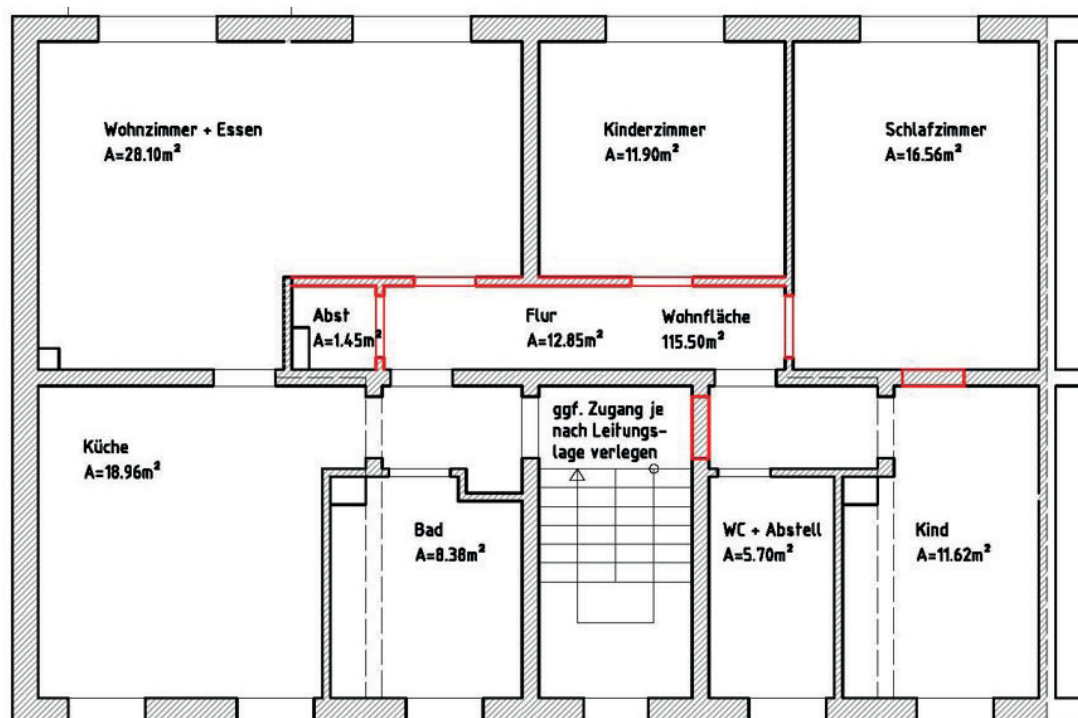 Wohnzimmer + Essen
A=28.10m²
Kinderzimmer
A=11.90m²
Schlafzimmer
A=16.56m²
Abst
A=1.45m²
Flur
A=12.85m²
Wohnfläche
115.50m²
Küche
A=18.96m²
ggf. Zugang je
nach Leitungs-
lage verlegen
Bad
A=8.38m²
WC + Abstell
A=5.70m²
Kind
A=11.62m²